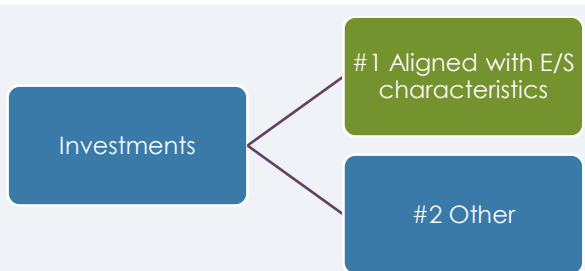 #1 Aligned with E/S
characteristics
Investments
#2 Other